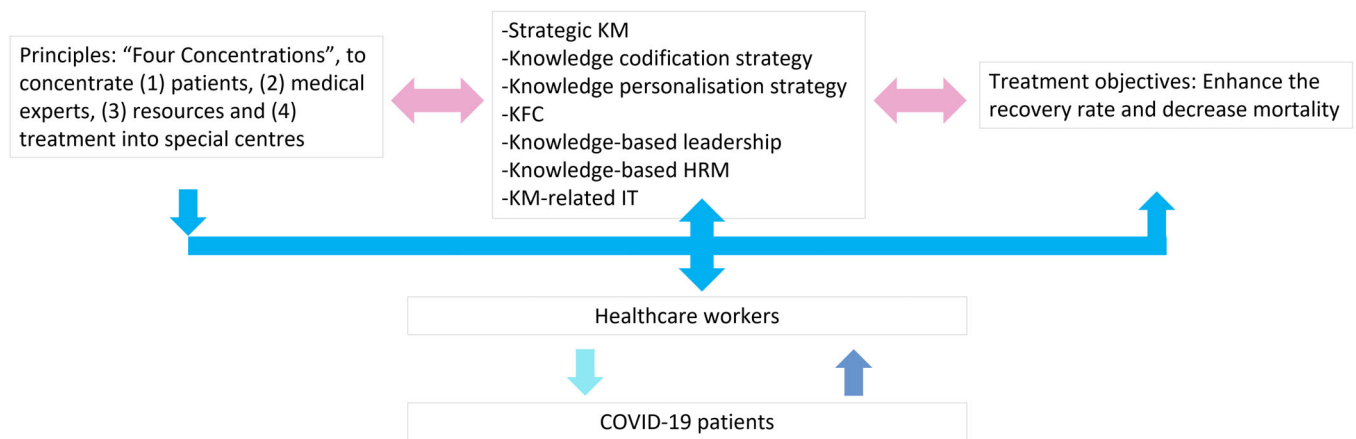 Principles: “Four Concentrations”, to
concentrate (1) patients, (2) medical
experts, (3) resources and (4)
treatment into special centres
-Strategic KM
-Knowledge codification strategy
-Knowledge personalisation strategy
-KFC
-Knowledge-based leadership
-Knowledge-based HRM
-KM-related IT
Treatment objectives: Enhance the
recovery rate and decrease mortality
Healthcare workers
COVID-19 patients